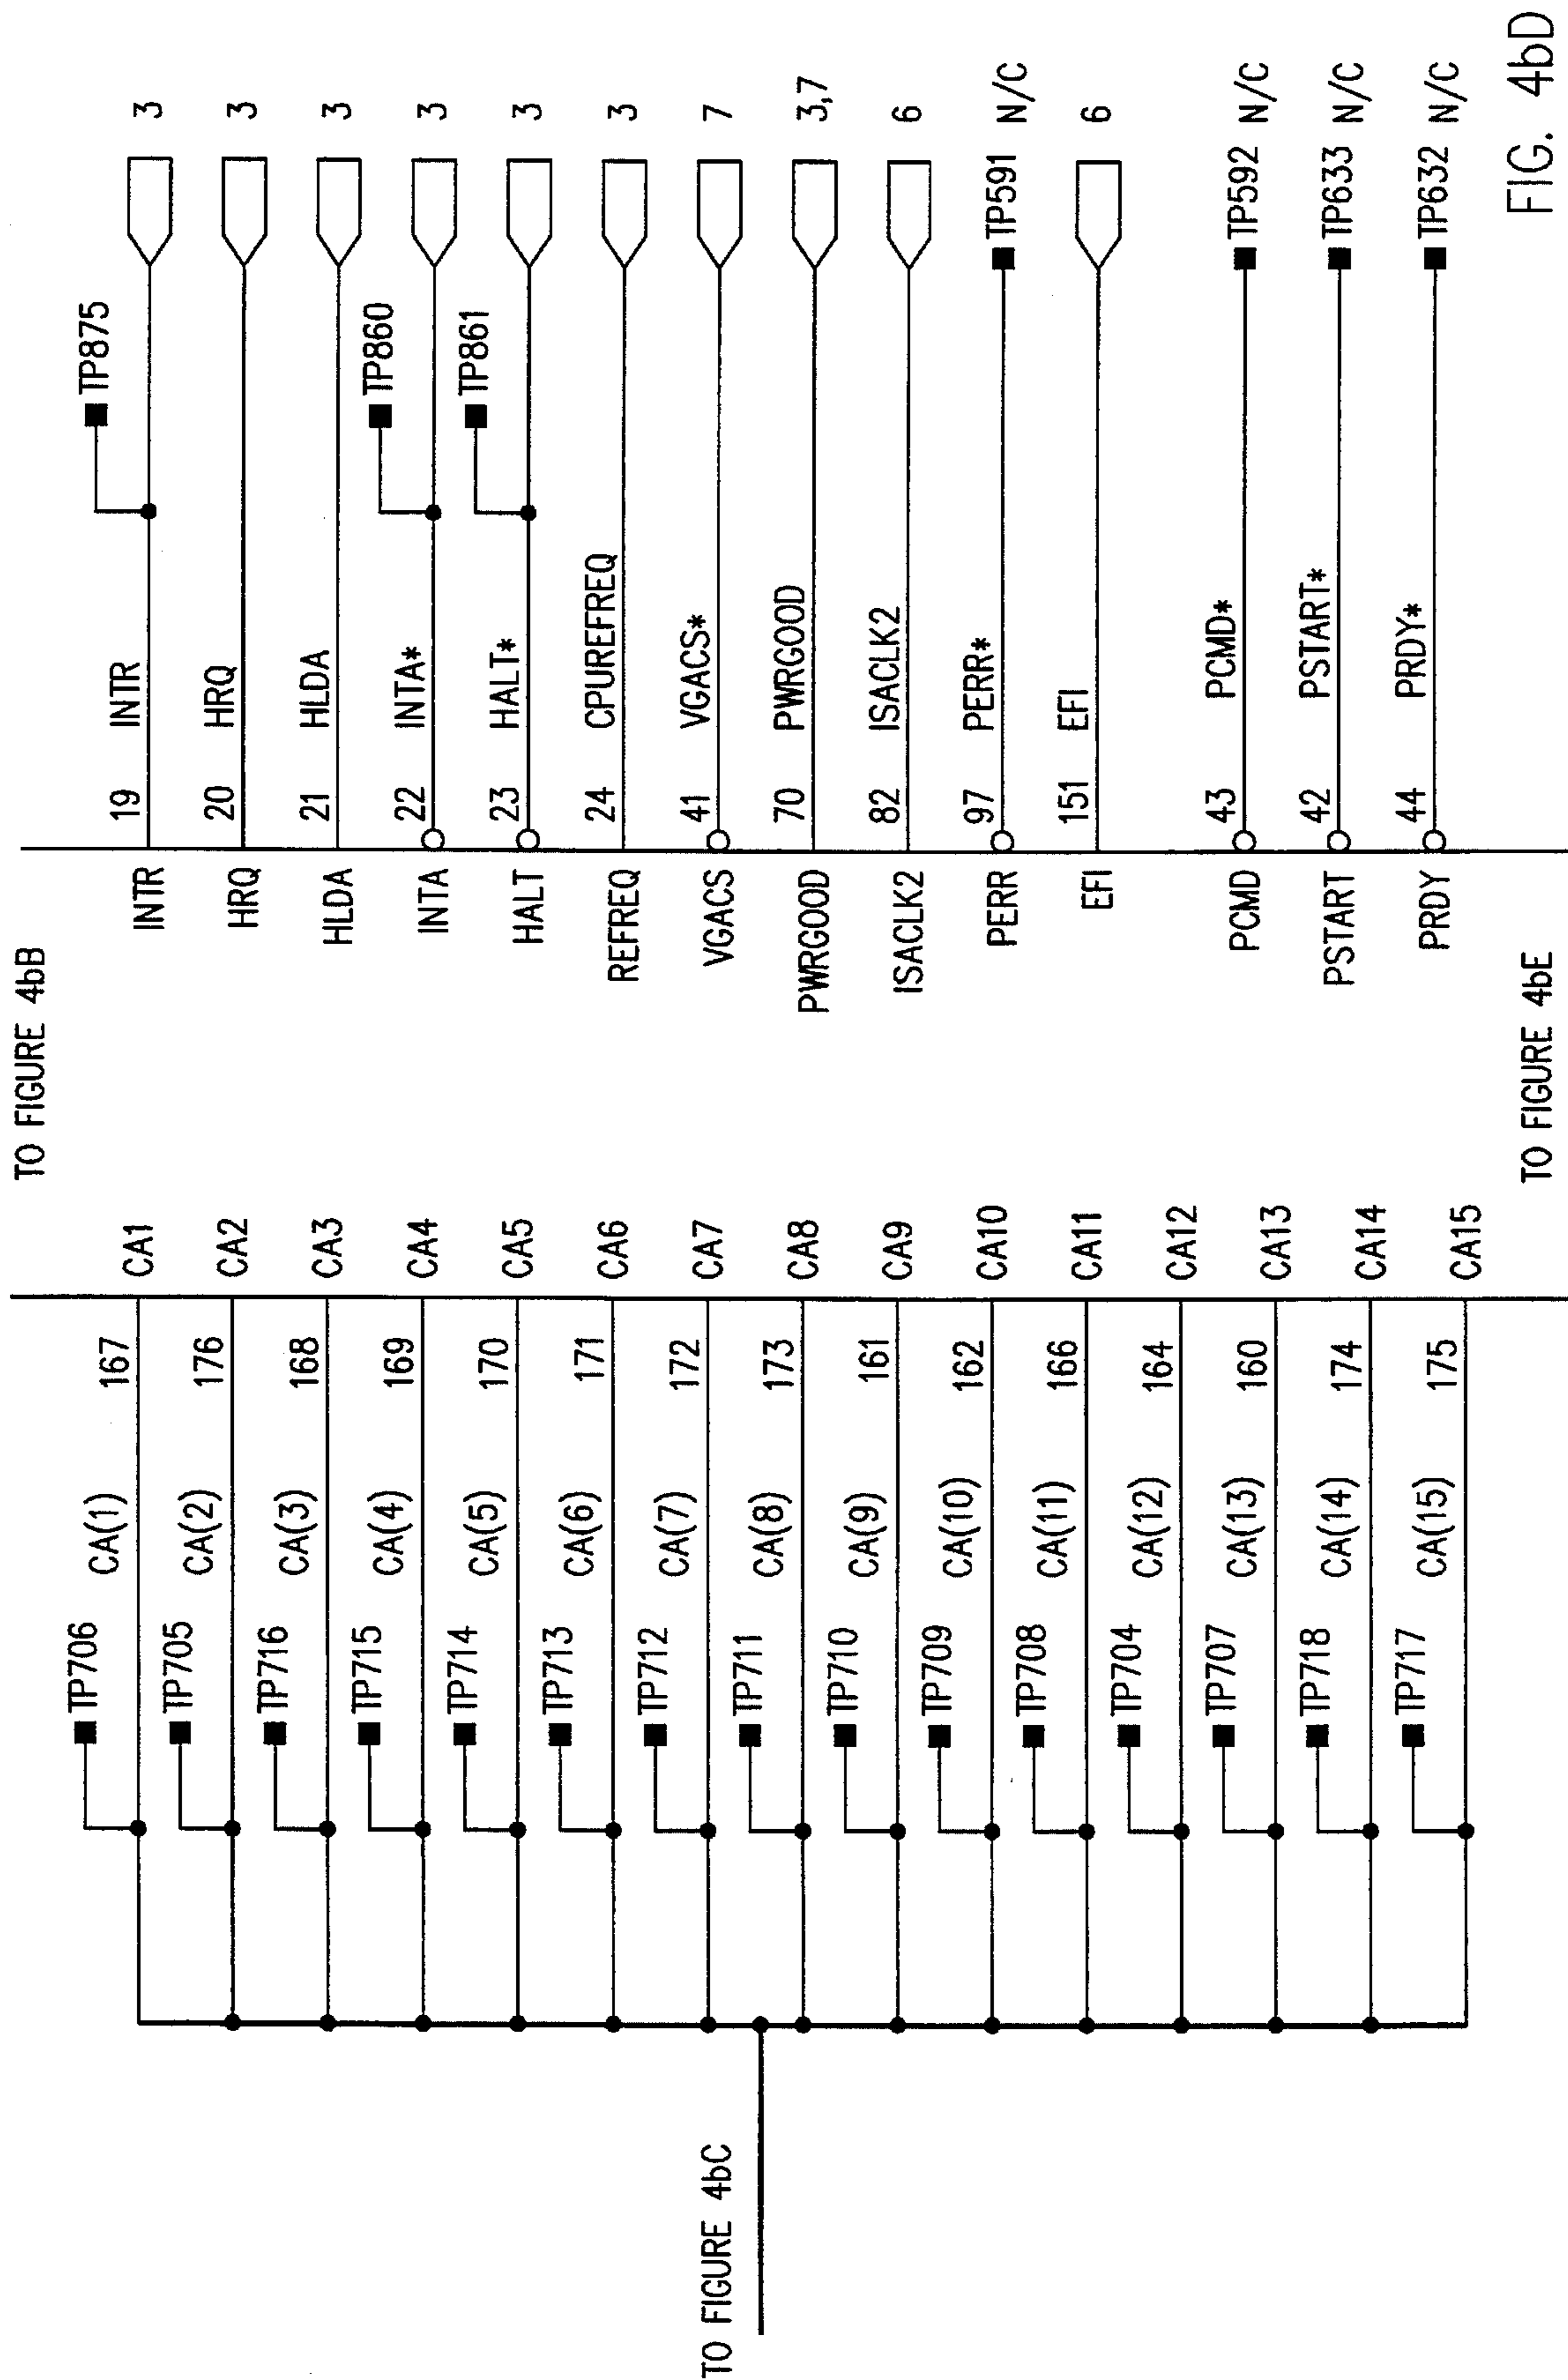 TO FIGURE 4bB
TP706
CA(1) 167 CA1
TP705
CA(2) 176 CA2
TP716
CA(3) 168 CA3
TP715
CA(4) 169 CA4
TP714
CA(5) 170 CA5
TP713
CA(6) 171 CA6
TP712
CA(7) 172 CA7
TP711
CA(8) 173 CA8
TP710
CA(9) 161 CA9
TP709
CA(10) 162 CA10
TP708
CA(11) 166 CA11
TP704
CA(12) 164 CA12
TP707
CA(13) 160 CA13
TP718
CA(14) 174 CA14
TP717
CA(15) 175 CA15
TO FIGURE 4bC
TP875
INTR 19 INTR 3
HRQ 20 HRQ 3
HLDA 21 HLDA 3
TP860
INTA 22 INTA* 3
TP861
HALT 23 HALT* 3
REFREQ 24 CPUREFREQ 3
VGACS 41 VGACS* 7
PWRGOOD 70 PWRGOOD 3,7
ISACLK2 82 ISACLK2 6
PERR 97 PERR* TP591 N/C
EFI 151 EFI 6
PCMD 43 PCMD* TP592 N/C
PSTART 42 PSTART* TP633 N/C
PRDY 44 PRDY* TP632 N/C
TO FIGURE 4bE
FIG. 4bD